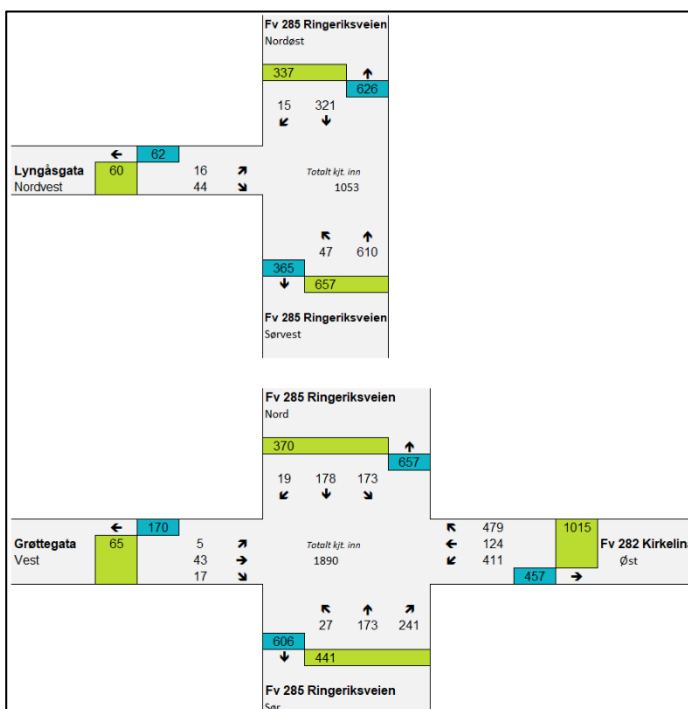 Fv 285 Ringeriksveien
Nordøst
337
626
15 321
62
Lyngåsgata 60 16
Nordvest 44
Totalt kjt. inn
1053
47 610
365
657
Fv 285 Ringeriksveien
Sørvest
Fv 285 Ringeriksveien
Nord
370
657
19 178 173
170 479 1015
Grøttegata 65 5 Totalt kjt. inn 124 Fv 282 Kirkelina
Vest 43 1890 411 Øst
17 457
27 173 241
606
441
Fv 285 Ringeriksveien
Sør